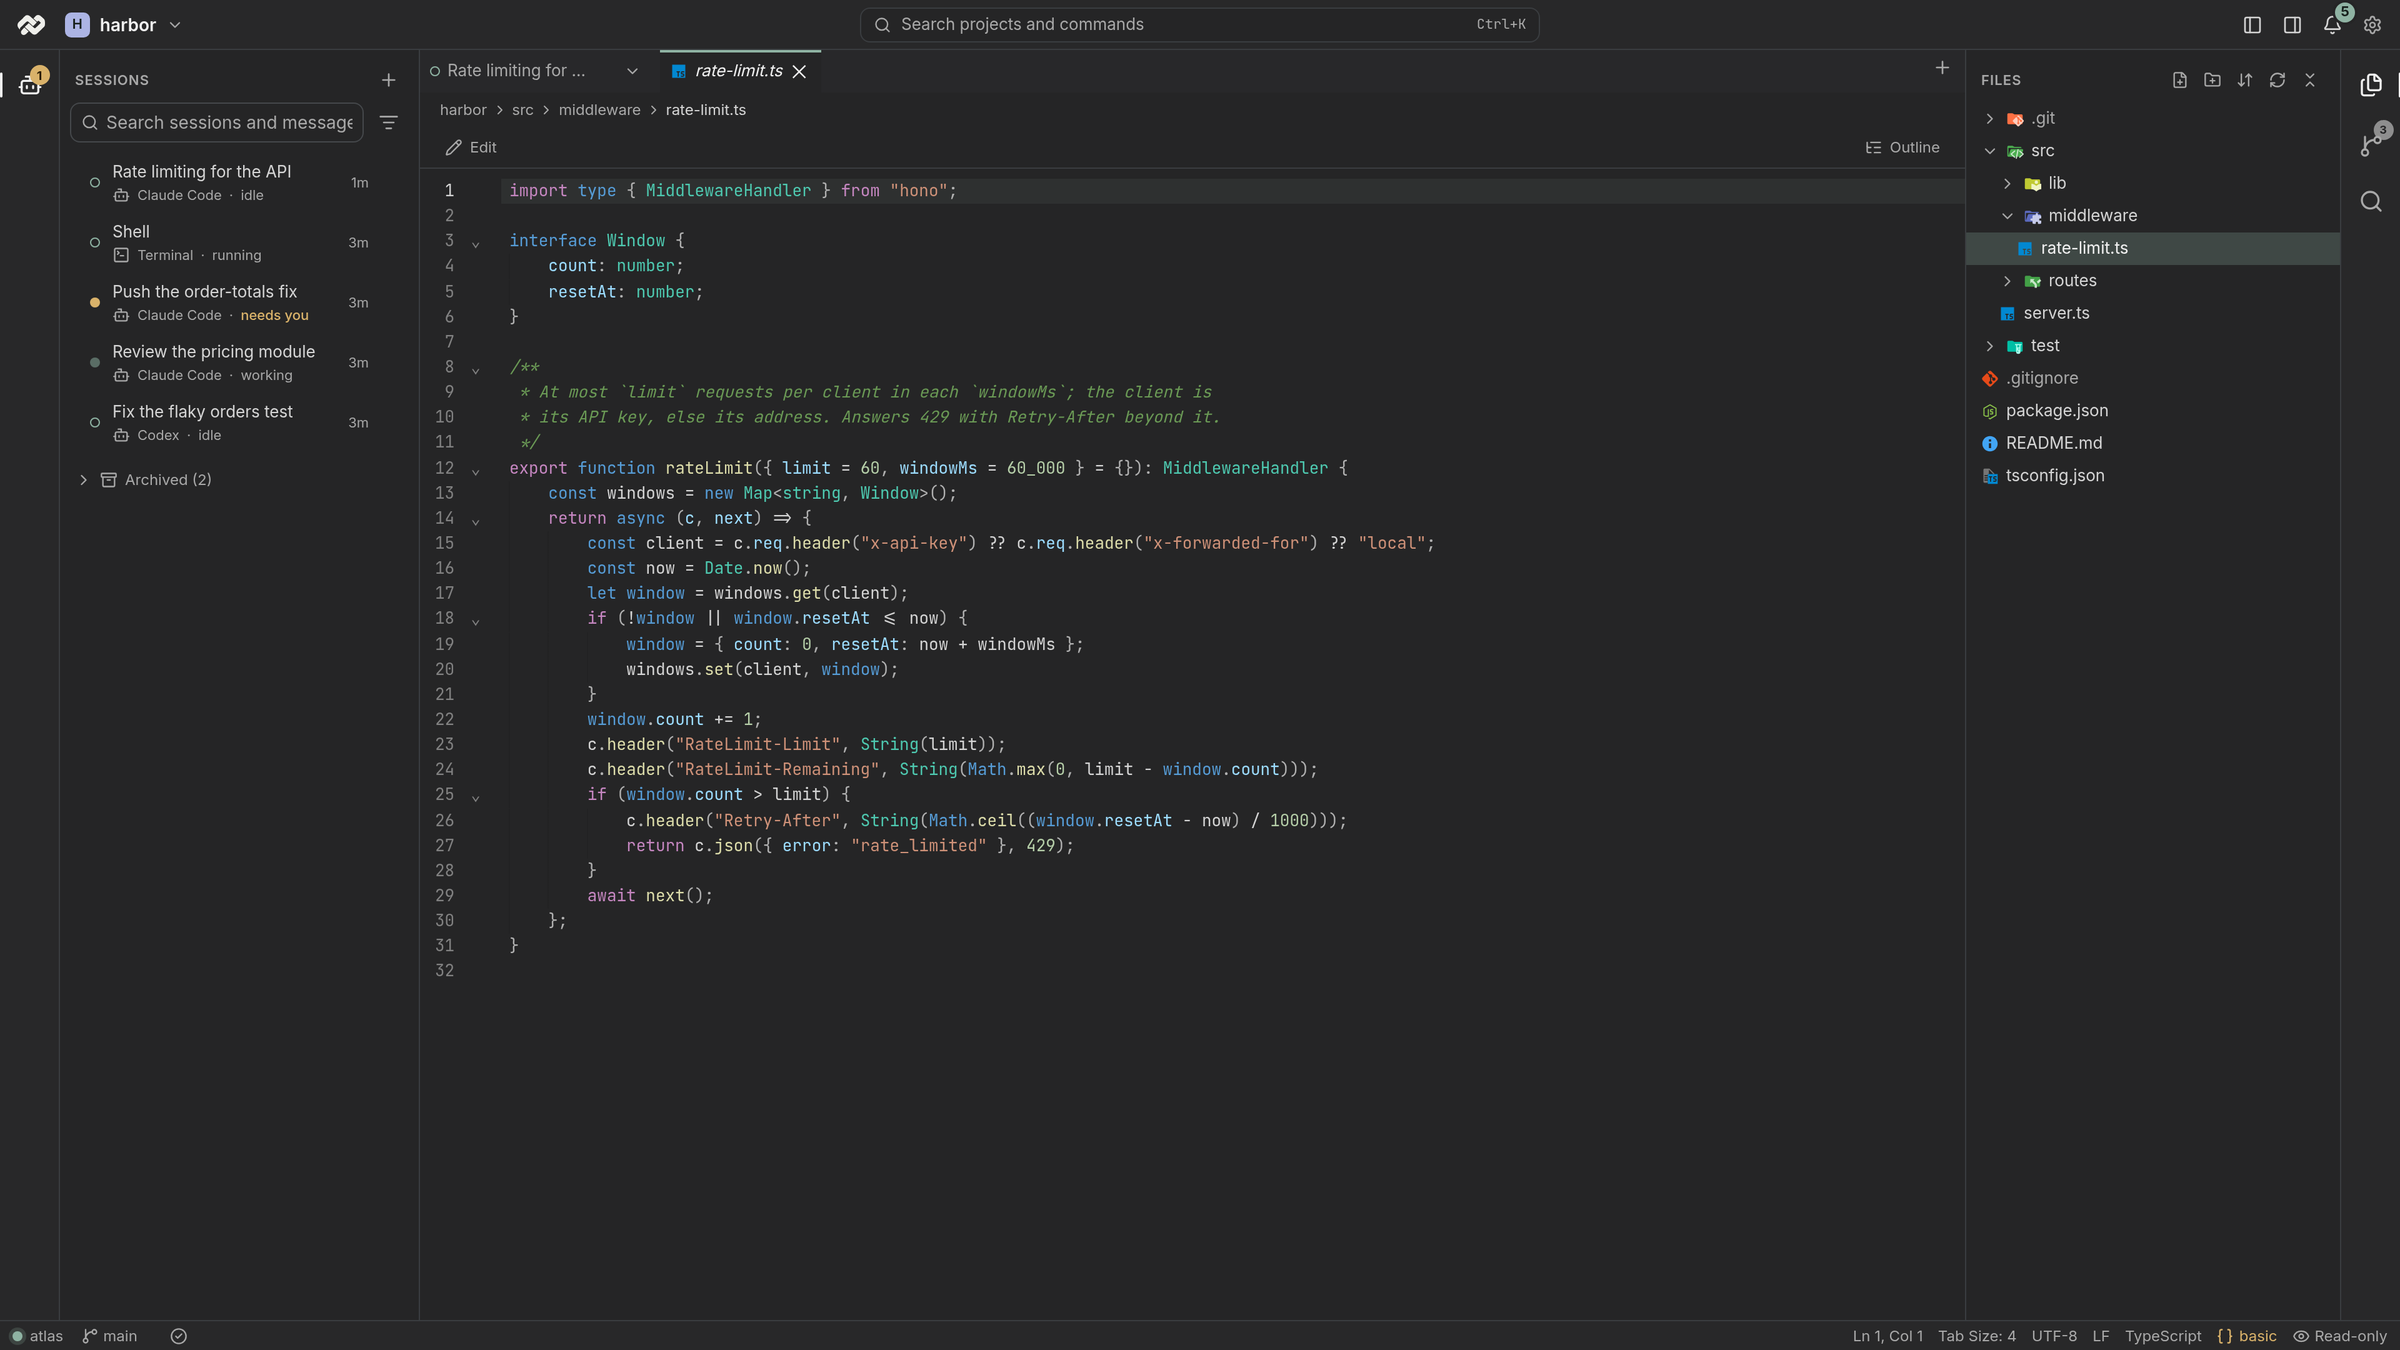 H harbor
Search projects and commands Ctrl+K
5
1
SESSIONS
Search sessions and message
Rate limiting for the API
Claude Code · idle
1m
Shell
Terminal · running
3m
Push the order-totals fix
Claude Code · needs you
3m
Review the pricing module
Claude Code · working
3m
Fix the flaky orders test
Codex · idle
3m
Archived (2)
Rate limiting for ...
rate-limit.ts
harbor > src > middleware > rate-limit.ts
Edit
Outline
1 import type { MiddlewareHandler } from "hono";
2
3 interface Window {
4 count: number;
5 resetAt: number;
6 }
7
8 /**
9 * At most `limit` requests per client in each `windowMs`; the client is
10 * its API key, else its address. Answers 429 with Retry-After beyond it.
11 */
12 export function rateLimit({ limit = 60, windowMs = 60_000 } = {}): MiddlewareHandler {
13 const windows = new Map<string, Window>();
14 return async (c, next) => {
15 const client = c.req.header("x-api-key") ?? c.req.header("x-forwarded-for") ?? "local";
16 const now = Date.now();
17 let window = windows.get(client);
18 if (!window || window.resetAt <= now) {
19 window = { count: 0, resetAt: now + windowMs };
20 windows.set(client, window);
21 }
22 window.count += 1;
23 c.header("RateLimit-Limit", String(limit));
24 c.header("RateLimit-Remaining", String(Math.max(0, limit - window.count)));
25 if (window.count > limit) {
26 c.header("Retry-After", String(Math.ceil((window.resetAt - now) / 1000)));
27 return c.json({ error: "rate_limited" }, 429);
28 }
29 await next();
30 };
31 }
32
FILES
.git
src
lib
middleware
rate-limit.ts
routes
server.ts
test
.gitignore
package.json
README.md
tsconfig.json
3
atlas
main
Ln 1, Col 1
Tab Size: 4
UTF-8
LF
TypeScript
{} basic
Read-only